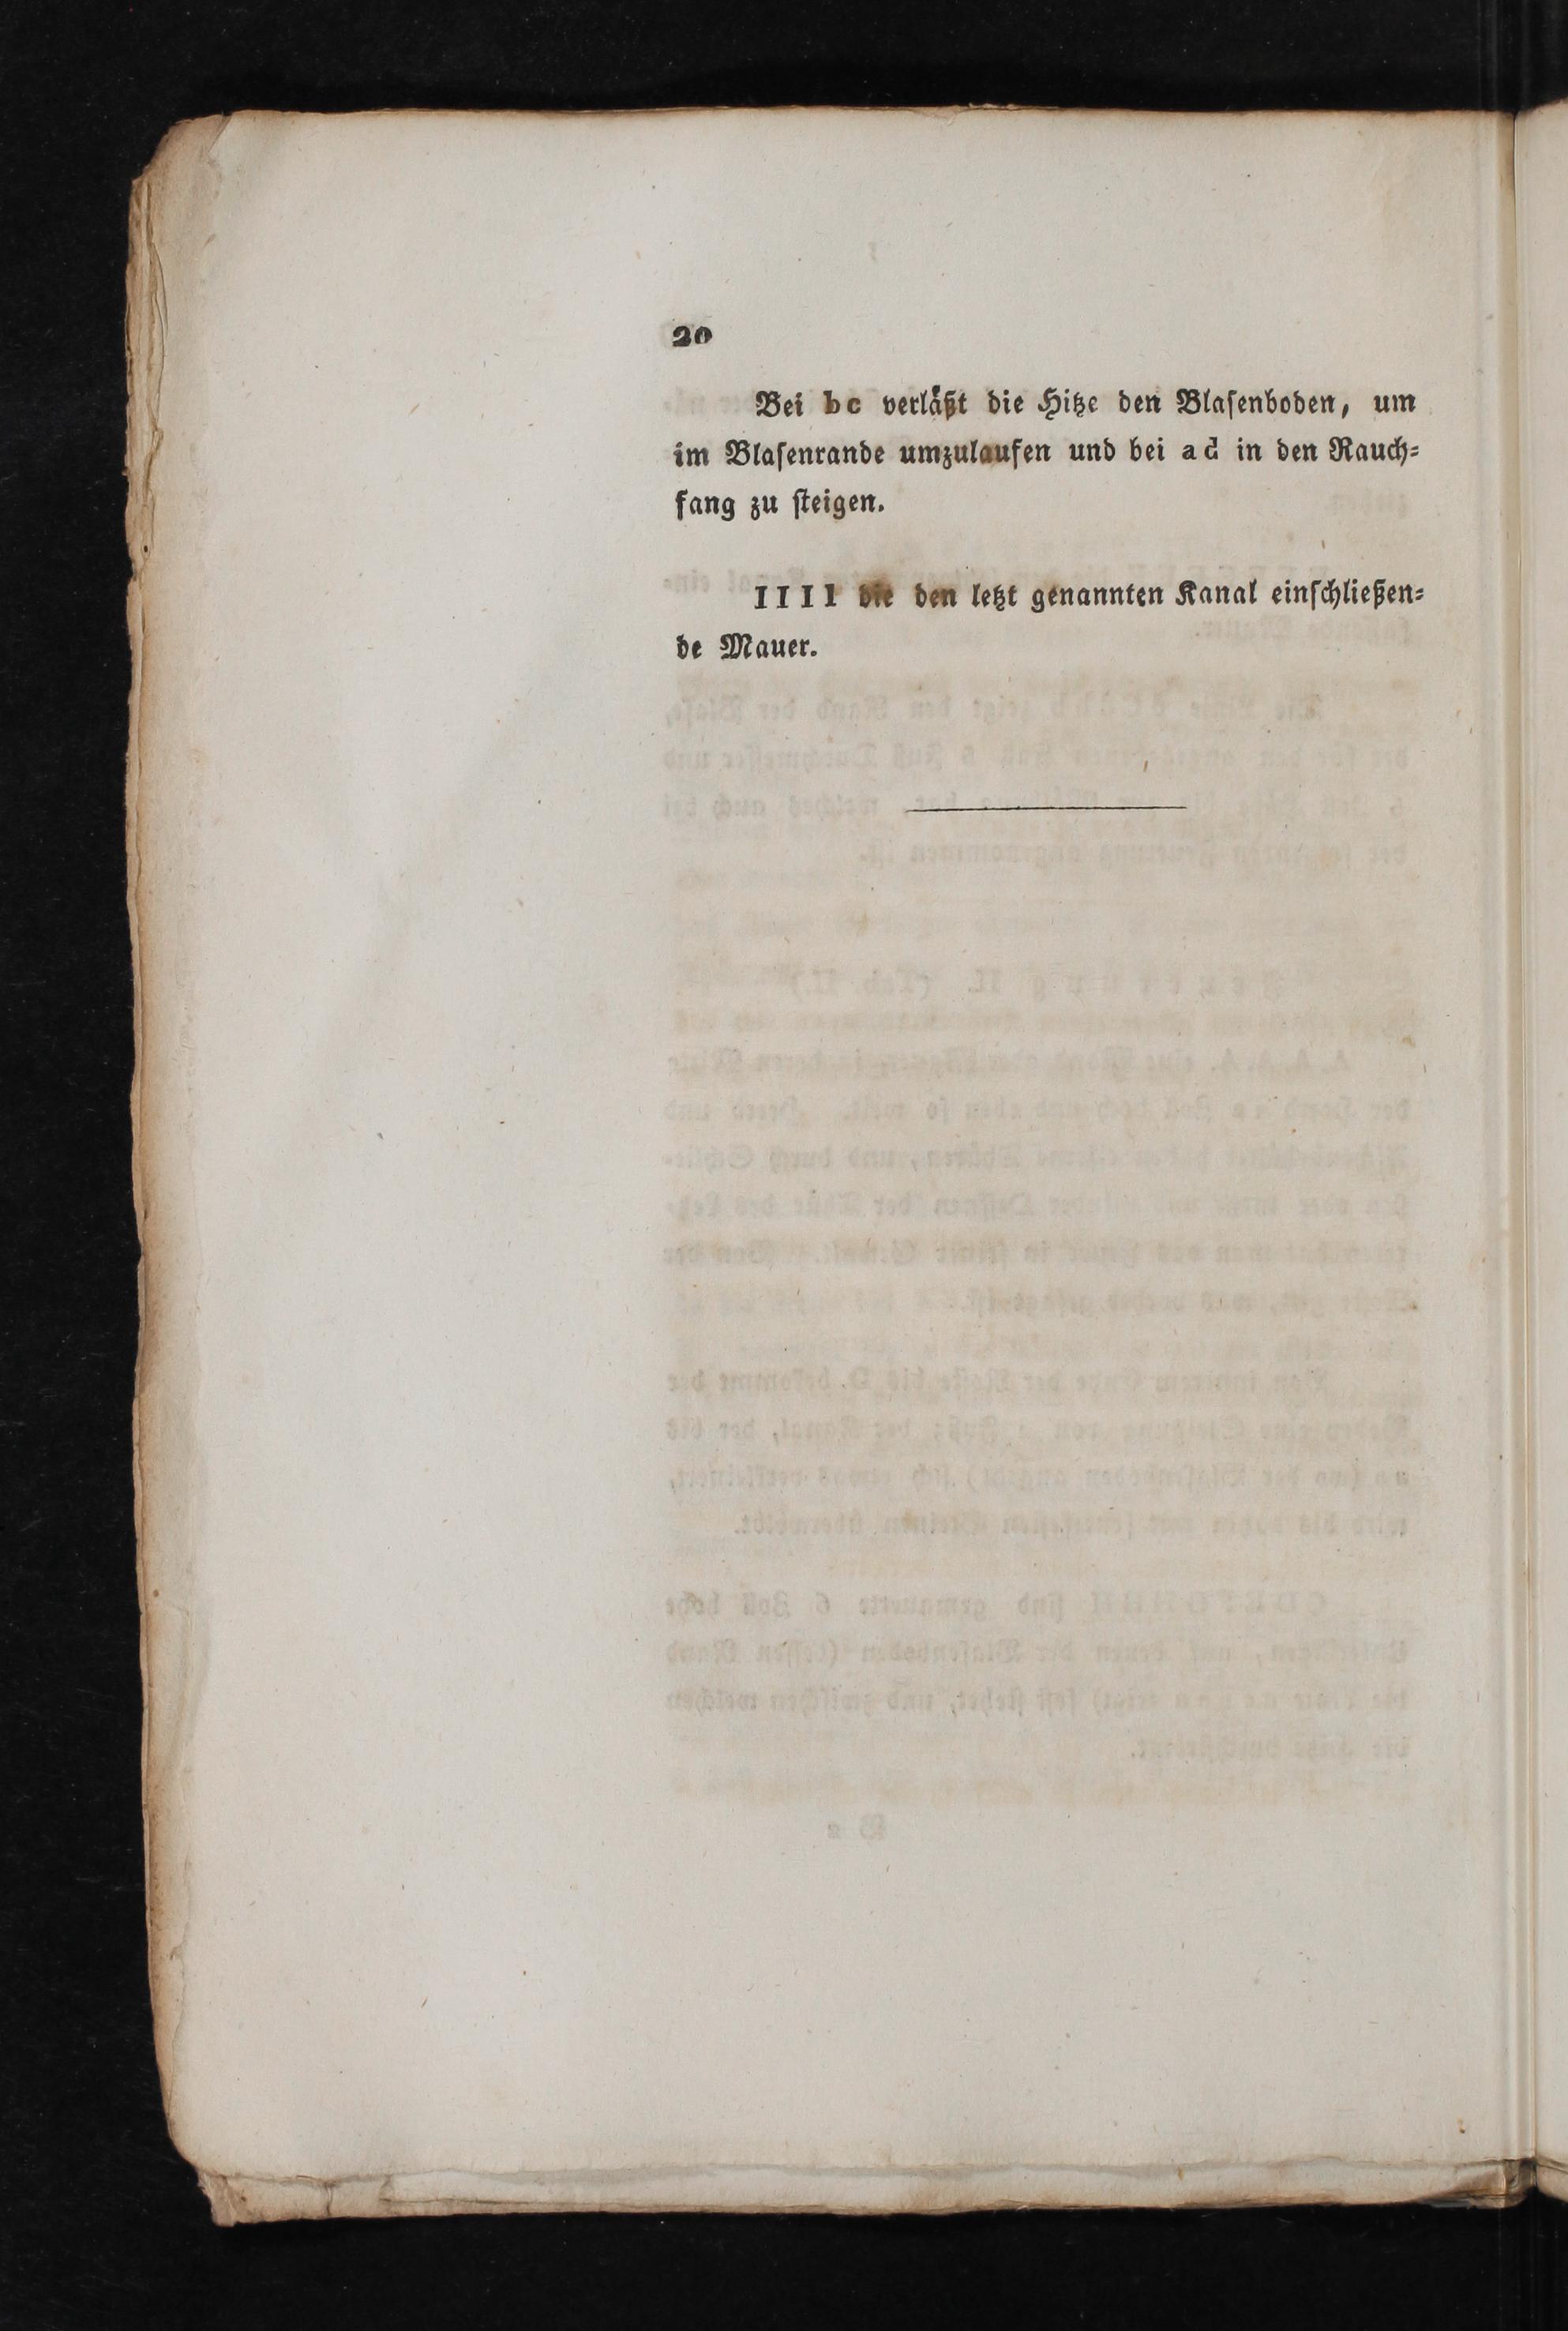 20
Bei bc verläßt die Hitze den Blasenboden, um
im Blasenrande umzulaufen und bei ad in den Rauch-
fang zu steigen.
IIII die den letzt genannten Kanal einschließen-
de Mauer.